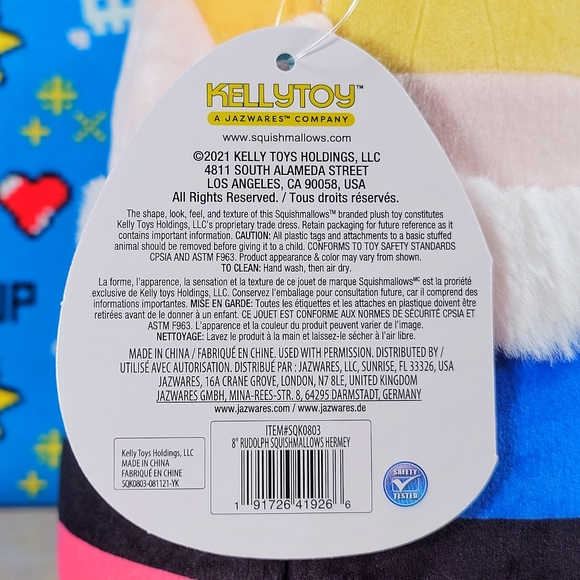 KELLYTOY™
A JAZWARES™ COMPANY
www.squishmallows.com
©2021 KELLY TOYS HOLDINGS, LLC
4811 SOUTH ALAMEDA STREET
LOS ANGELES, CA 90058, USA
All Rights Reserved. / Tous droits réservés.
The shape, look, feel, and texture of this Squishmallows™ branded plush toy constitutes
Kelly Toys Holdings, LLC's proprietary trade dress. Retain packaging for future reference as it
contains important information. CAUTION: All plastic tags and attachments to a basic stuffed
animal should be removed before giving it to a child. CONFORMS TO TOY SAFETY STANDARDS
CPSIA AND ASTM F963. Product appearance & color may vary from shown.
TO CLEAN: Hand wash, then air dry.
La forme, l'apparence, la sensation et la texture de ce jouet de marque Squishmallowsᴹᶜ est la proriété
exclusive de Kelly Toys Holdings, LLC. Conservez l'emballage pour consultation future, car il comprend des
informations importantes. MISE EN GARDE: Toutes les étiquettes et les attaches en plastique doivent être
retirées avant de le donner à un enfant. CE JOUET EST CONFORME AUX NORMES DE SÉCURITÉ CPSIA ET
ASTM F963. L'apparence et la couleur du produit peuvent varier de l'image.
NETTOYAGE: Lavez le produit à la main et laissez-le sécher à l'air libre.
MADE IN CHINA / FABRIQUÉ EN CHINE. USED WITH PERMISSION. DISTRIBUTED BY /
UTILISÉ AVEC AUTORISATION. DISTRIBUÉ PAR : JAZWARES, LLC, SUNRISE, FL 33326, USA
JAZWARES, 16A CRANE GROVE, LONDON, N7 8LE, UNITED KINGDOM
JAZWARES GMBH, MINA-REES-STR. 8, 64295 DARMSTADT, GERMANY
www.jazwares.com / www.jazwares.de
Kelly Toys Holdings, LLC
MADE IN CHINA
FABRIQUÉ EN CHINE
SQK0803-081121-YK
ITEM#SQK0803
8" RUDOLPH SQUISHMALLOWS HERMEY
1 91726 41926 6
SAFETY
TESTED
UP